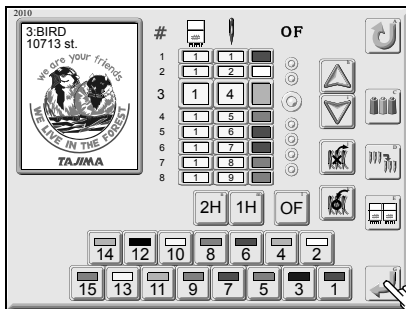 2010
3:BIRD
10713 st.
we are your friends
WE LIVE IN THE FOREST
TAJIMA
# OF
1 1 1
2 1 2
3 1 4
4 1 5
5 1 6
6 1 7
7 1 8
8 1 9
2H 1H OF
14 12 10 8 6 4 2
15 13 11 9 7 5 3 1